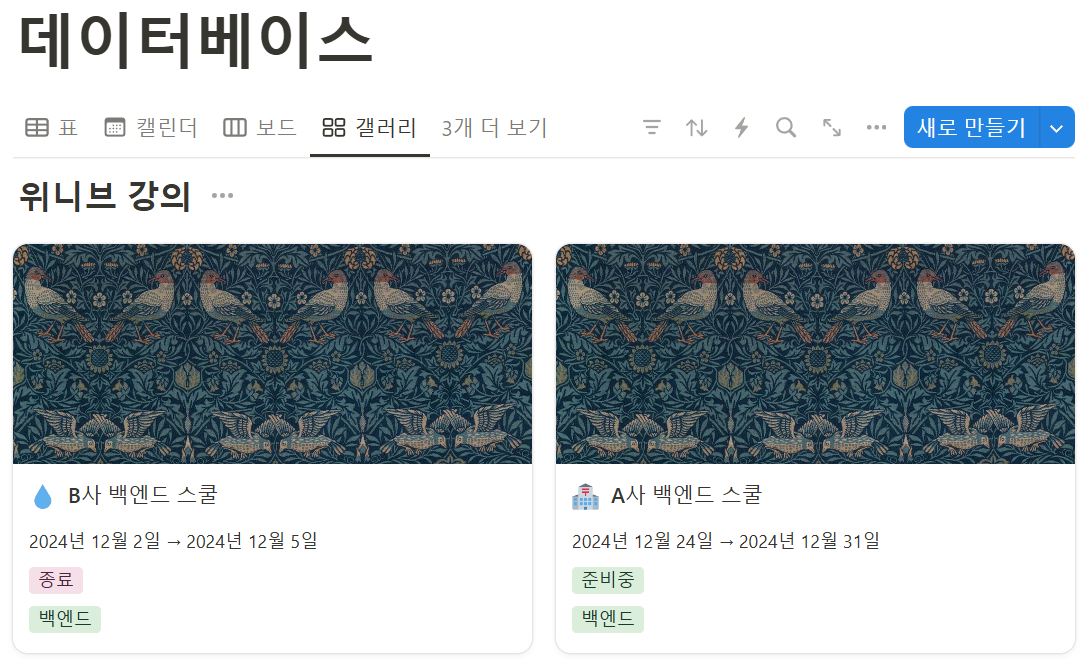 데이터베이스
표 캘린더 보드 갤러리 3개 더 보기 새로 만들기
위니브 강의
B사 백엔드 스쿨
2024년 12월 2일 → 2024년 12월 5일
종료
백엔드
A사 백엔드 스쿨
2024년 12월 24일 → 2024년 12월 31일
준비중
백엔드